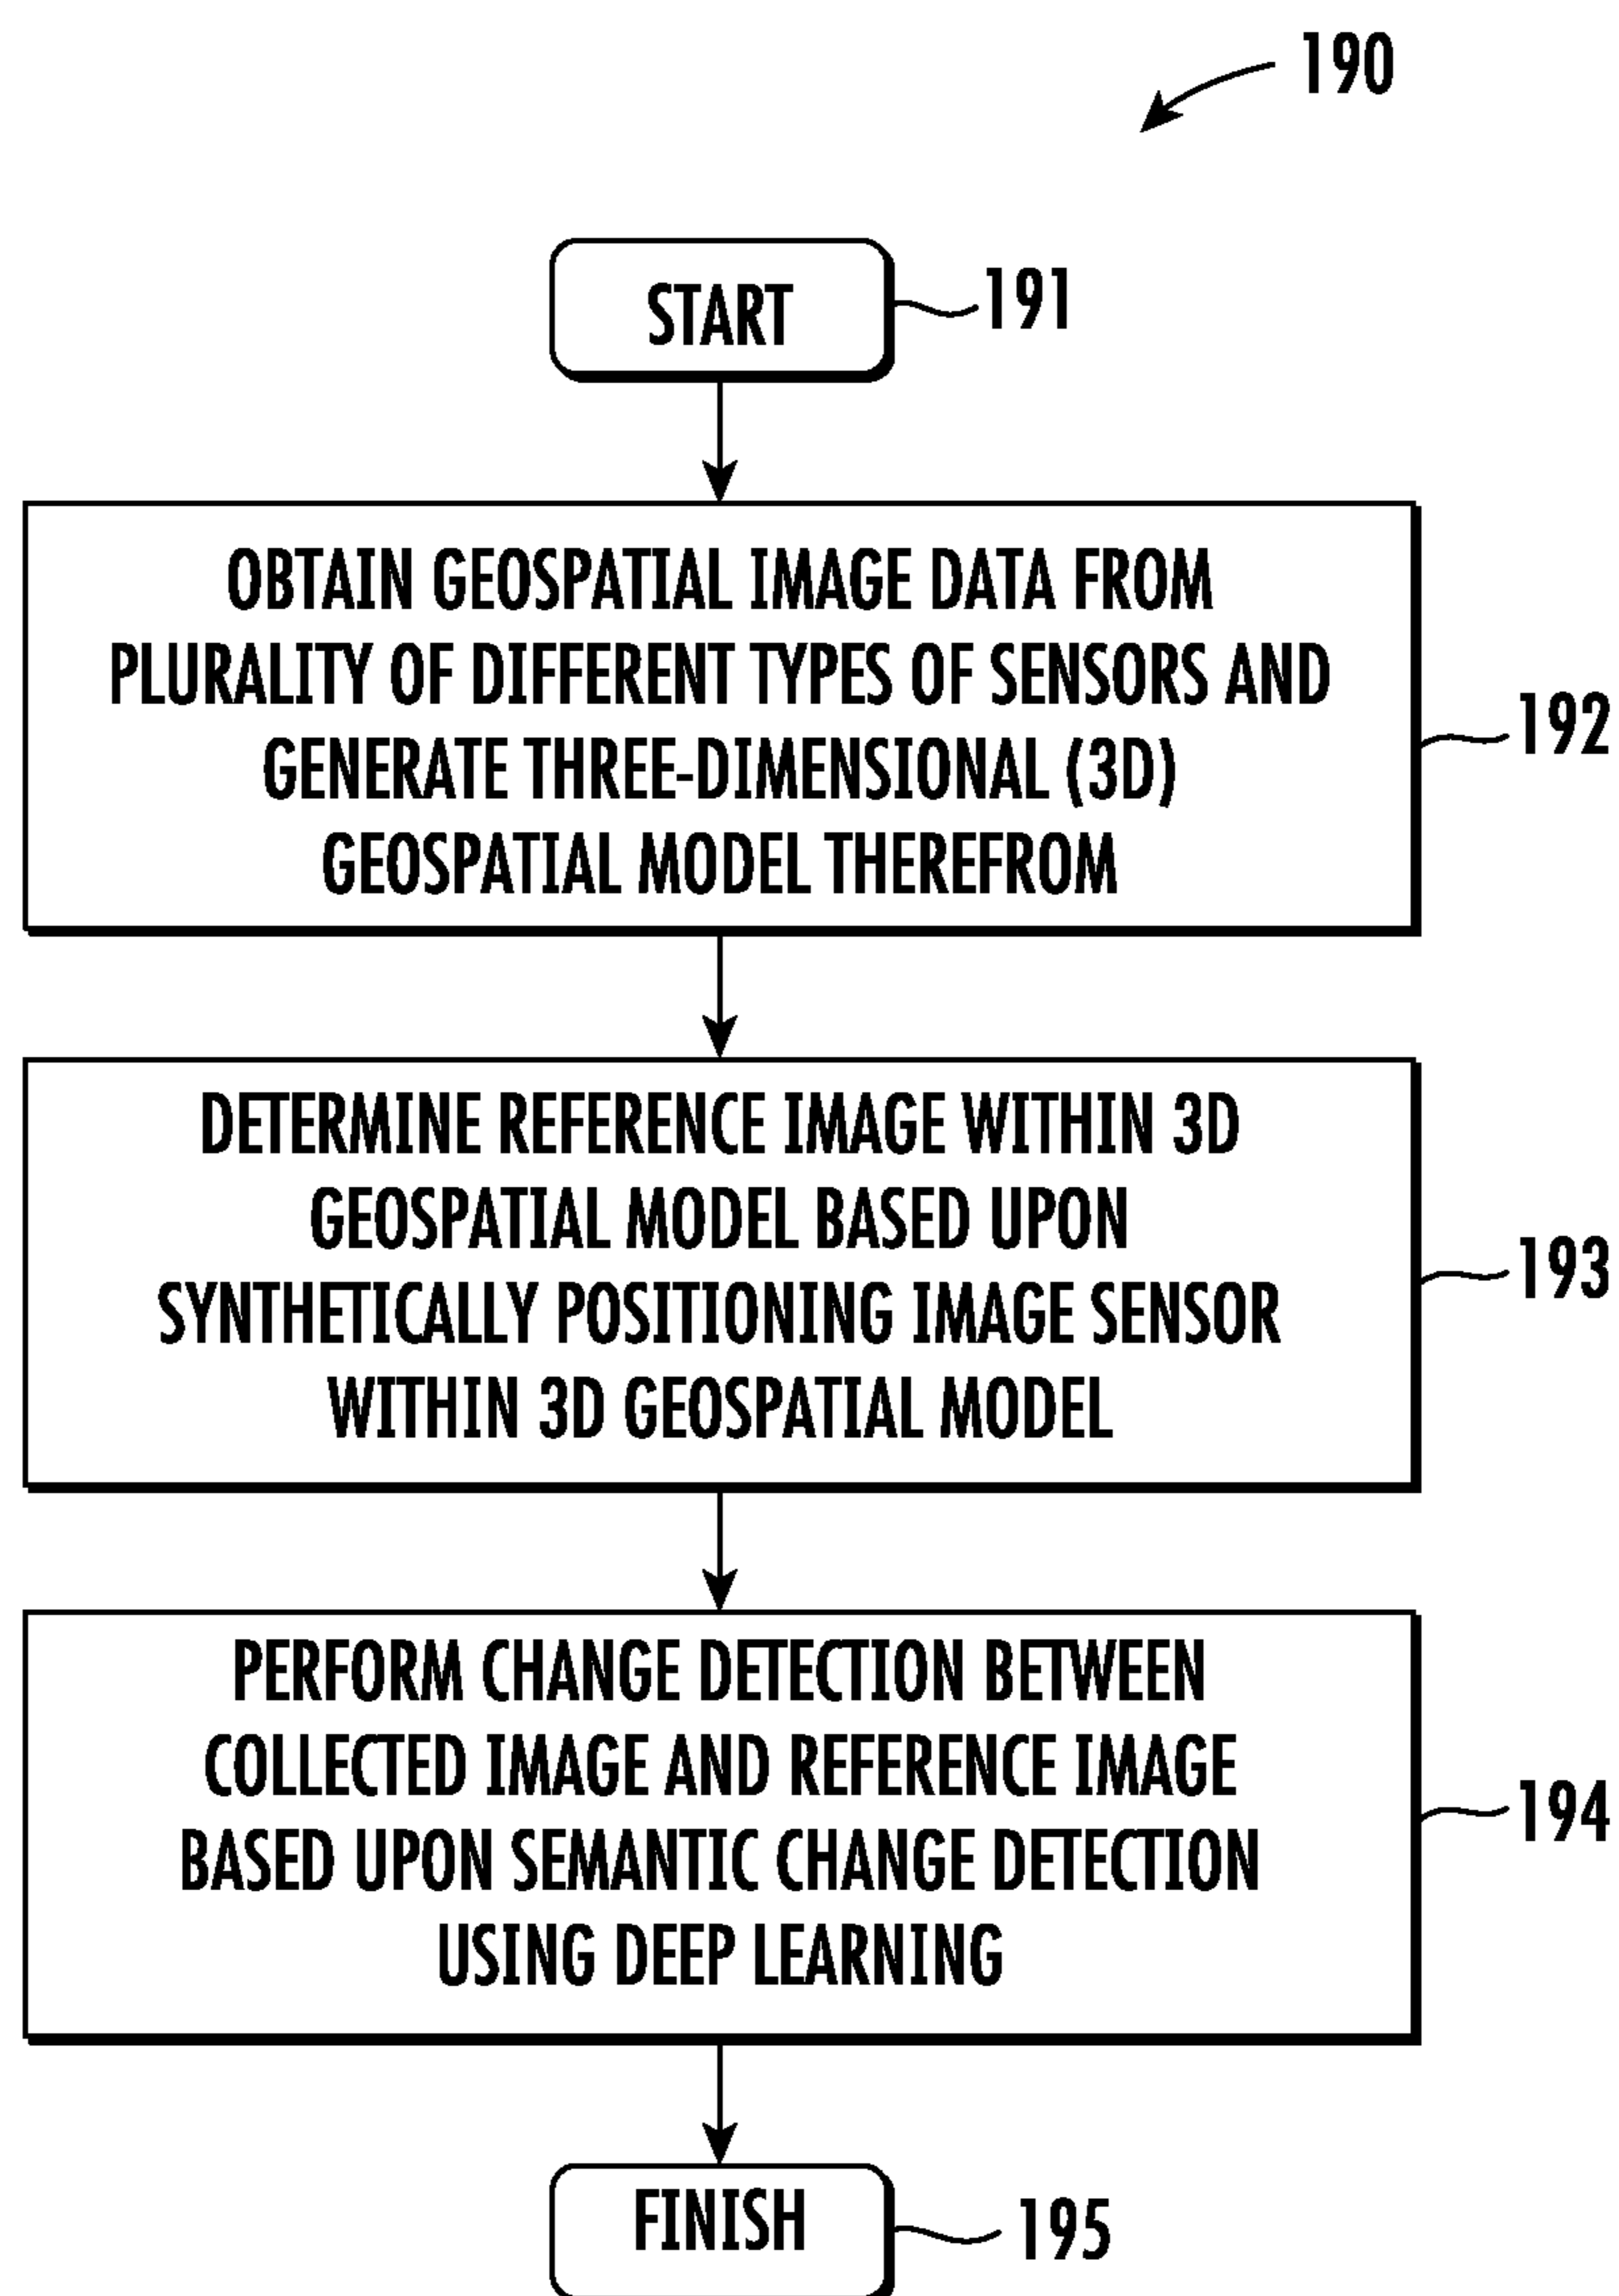 190
START
191
OBTAIN GEOSPATIAL IMAGE DATA FROM
PLURALITY OF DIFFERENT TYPES OF SENSORS AND
GENERATE THREE-DIMENSIONAL (3D)
GEOSPATIAL MODEL THEREFROM
192
DETERMINE REFERENCE IMAGE WITHIN 3D
GEOSPATIAL MODEL BASED UPON
SYNTHETICALLY POSITIONING IMAGE SENSOR
WITHIN 3D GEOSPATIAL MODEL
193
PERFORM CHANGE DETECTION BETWEEN
COLLECTED IMAGE AND REFERENCE IMAGE
BASED UPON SEMANTIC CHANGE DETECTION
USING DEEP LEARNING
194
FINISH
195